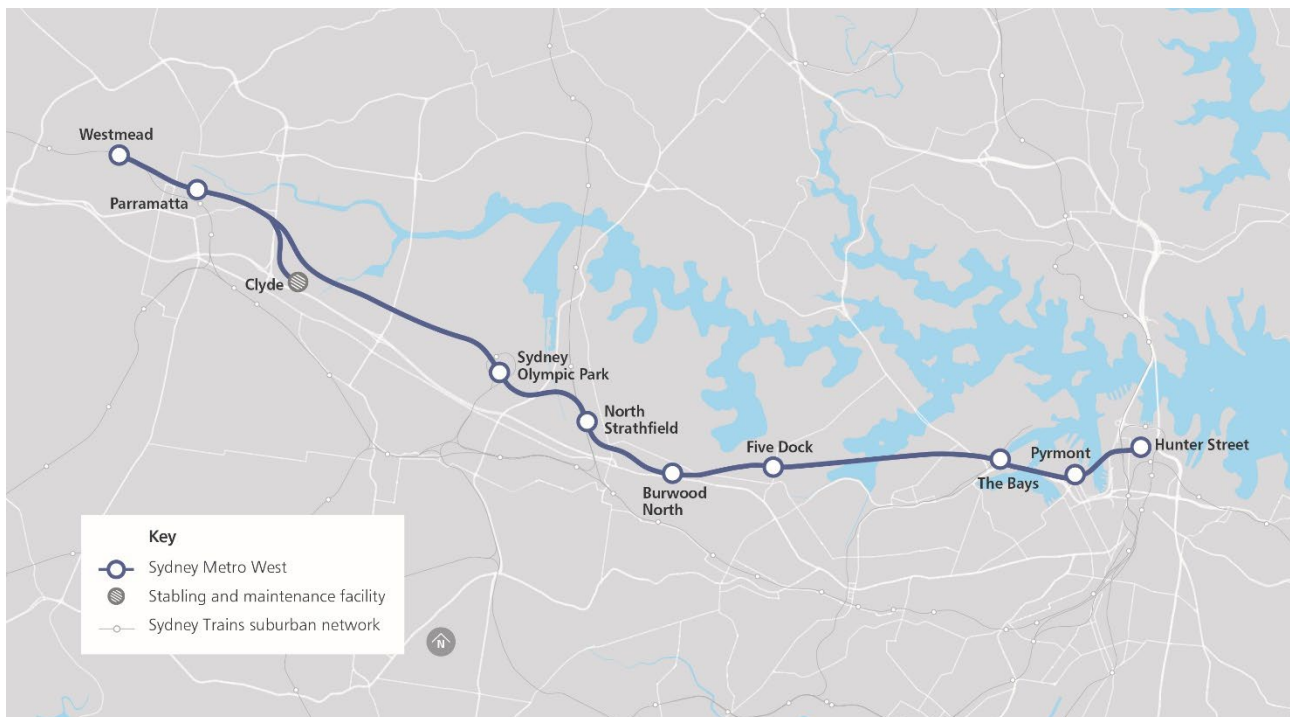 Westmead
Parramatta
Clyde
Sydney
Olympic Park
North
Strathfield
Five Dock
Burwood
North
Pyrmont
Hunter Street
The Bays
Key
Sydney Metro West
Stabling and maintenance facility
Sydney Trains suburban network
N